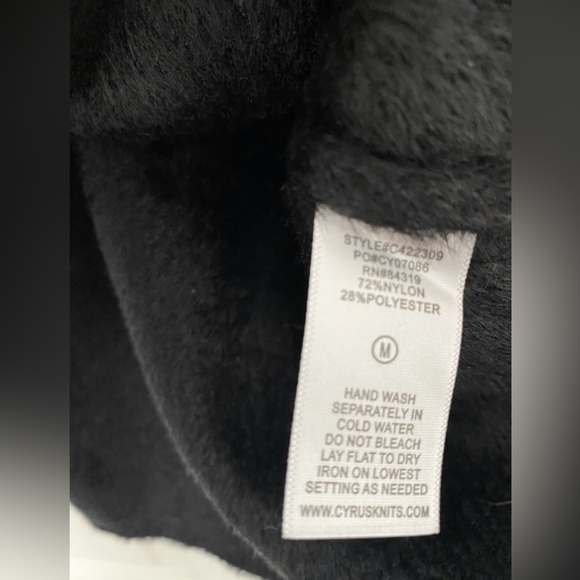 STYLE#C422309
PO#CY07086
RN#84319
72%NYLON
28%POLYESTER
M
HAND WASH
SEPARATELY IN
COLD WATER
DO NOT BLEACH
LAY FLAT TO DRY
IRON ON LOWEST
SETTING AS NEEDED
WWW.CYRUSKNITS.COM